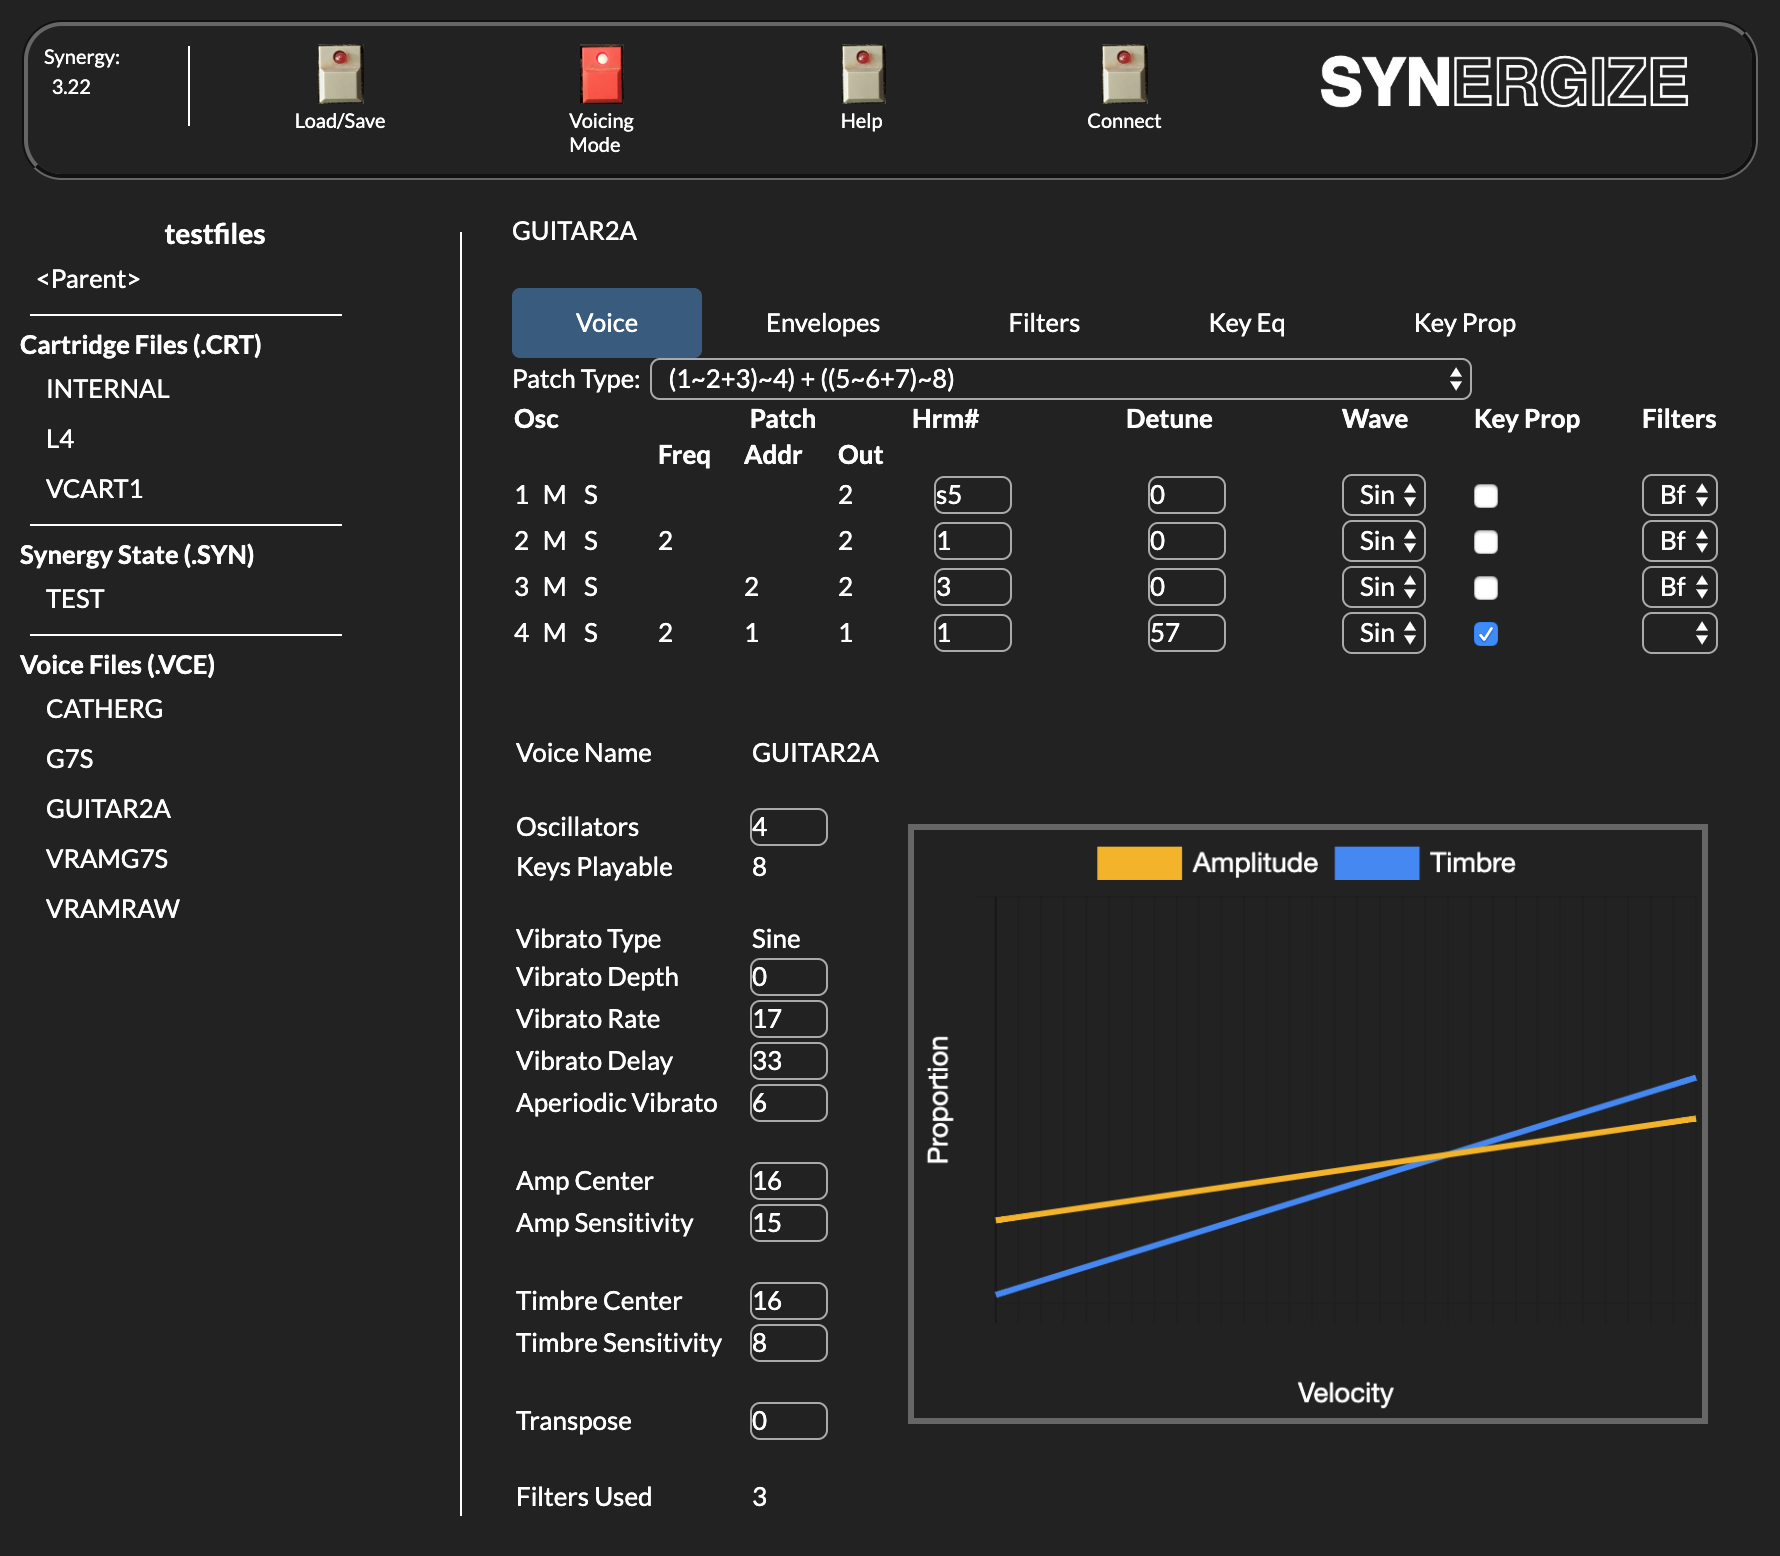 Synergy:
3.22
Load/Save
Voicing
Mode
Help
Connect
SYNERGIZE
testfiles
<Parent>
Cartridge Files (.CRT)
INTERNAL
L4
VCART1
Synergy State (.SYN)
TEST
Voice Files (.VCE)
CATHERG
G7S
GUITAR2A
VRAMG7S
VRAMRAW
GUITAR2A
Voice Envelopes Filters Key Eq Key Prop
Patch Type: (1~2+3)~4) + ((5~6+7)~8)
Osc Patch Hrm# Detune Wave Key Prop Filters
Freq Addr Out
1 M S 2 s5 0 Sin Bf
2 M S 2 2 1 0 Sin Bf
3 M S 2 2 3 0 Sin Bf
4 M S 2 1 1 1 57 Sin
Voice Name GUITAR2A
Oscillators 4
Keys Playable 8
Vibrato Type Sine
Vibrato Depth 0
Vibrato Rate 17
Vibrato Delay 33
Aperiodic Vibrato 6
Amp Center 16
Amp Sensitivity 15
Timbre Center 16
Timbre Sensitivity 8
Transpose 0
Filters Used 3
Amplitude Timbre
Proportion
Velocity